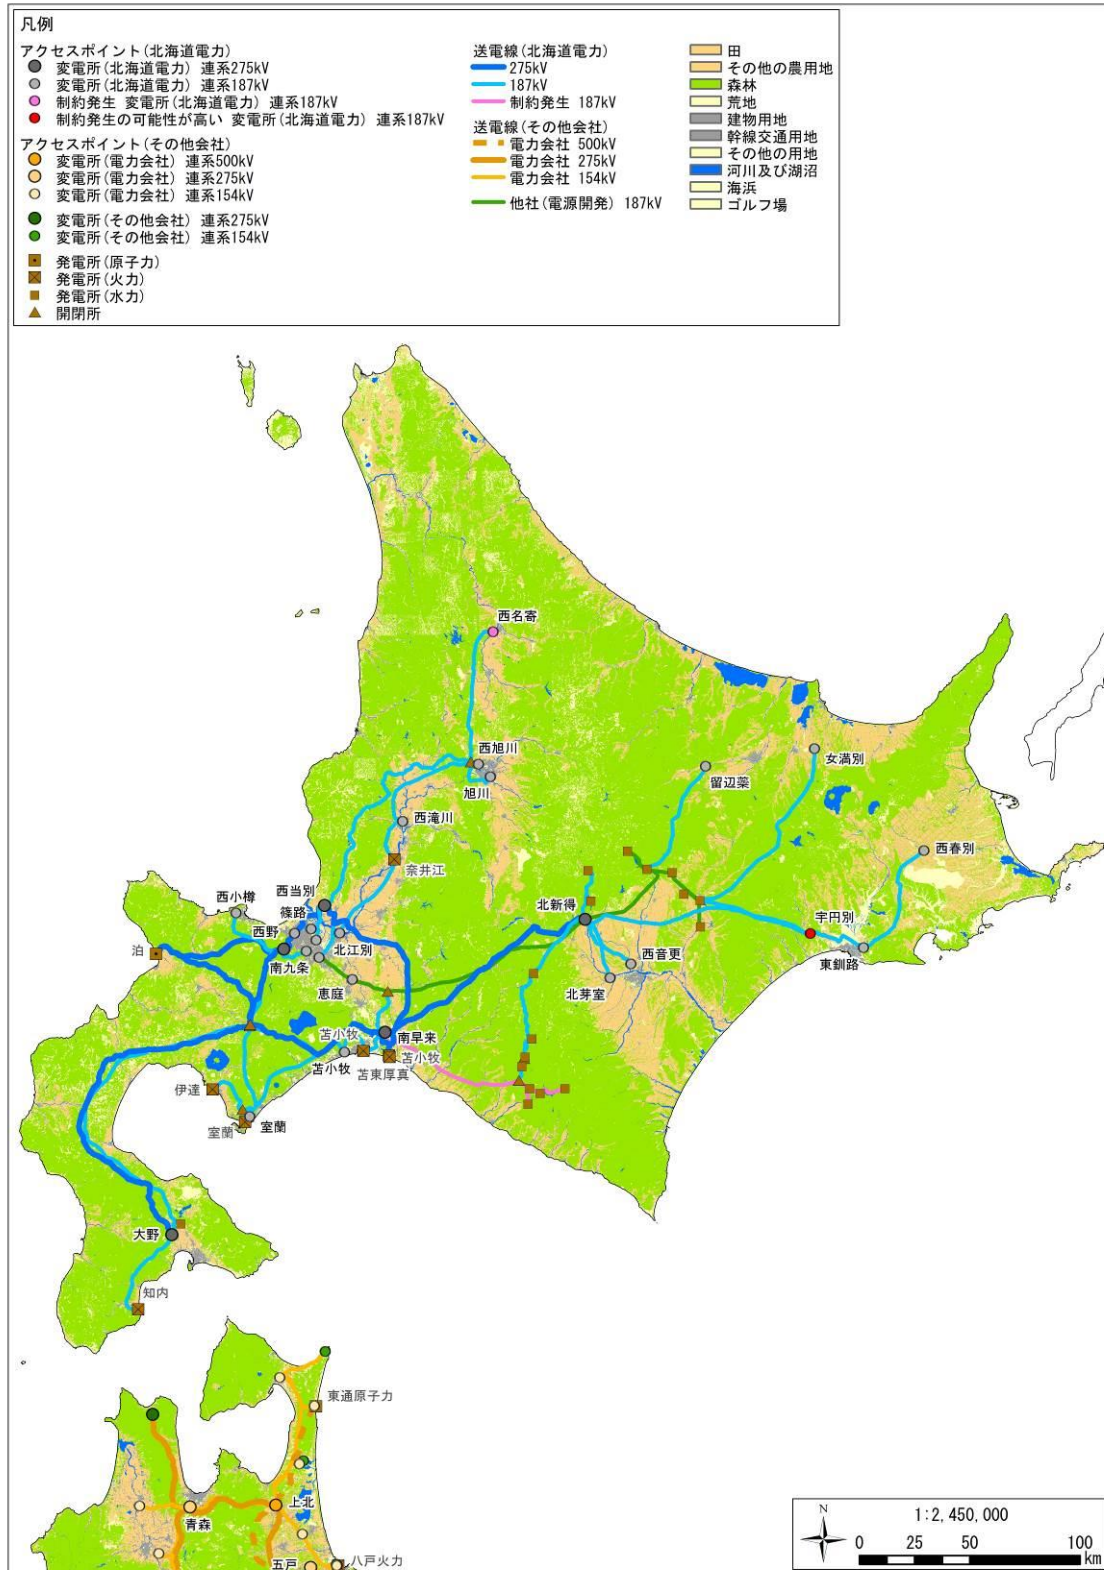 凡例
アクセスポイント(北海道電力)
変電所(北海道電力) 連系275kV
変電所(北海道電力) 連系187kV
制約発生 変電所(北海道電力) 連系187kV
制約発生の可能性が高い 変電所(北海道電力) 連系187kV
アクセスポイント(その他会社)
変電所(電力会社) 連系500kV
変電所(電力会社) 連系275kV
変電所(電力会社) 連系154kV
変電所(その他会社) 連系275kV
変電所(その他会社) 連系154kV
発電所(原子力)
発電所(火力)
発電所(水力)
開閉所
送電線(北海道電力)
275kV
187kV
制約発生 187kV
送電線(その他会社)
電力会社 500kV
電力会社 275kV
電力会社 154kV
他社(電源開発) 187kV
田
その他の農用地
森林
荒地
建物用地
幹線交通用地
その他の用地
河川及び湖沼
海浜
ゴルフ場
西名寄
西旭川
旭川
女満別
留辺蘂
西滝川
西春別
奈井江
西当別
西小樽
篠路
北新得
宇円別
西野
北江別
泊
南九条
西音更
東釧路
恵庭
北芽室
苫小牧
南早来
苫小牧
苫小牧
苫東厚真
伊達
室蘭
室蘭
大野
知内
東通原子力
上北
青森
五戸
八戸火力
N
1:2,450,000
0 25 50 100
km